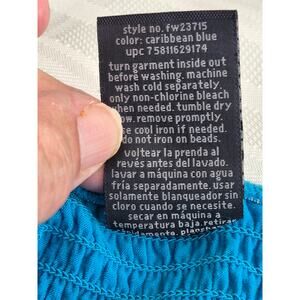 style no. fw23715
color: caribbean blue
upc 75811629174
turn garment inside out
before washing. machine
wash cold separately.
only non-chlorine bleach
when needed. tumble dry
low. remove promptly.
use cool iron if needed.
do not iron on beads.
voltear la prenda al
revés antes del lavado.
lavar a máquina con agua
fría separadamente. usar
solamente blanqueador sin
cloro cuando se necesite.
secar en máquina a
temperatura baja. retirar
rápidamente. planchar